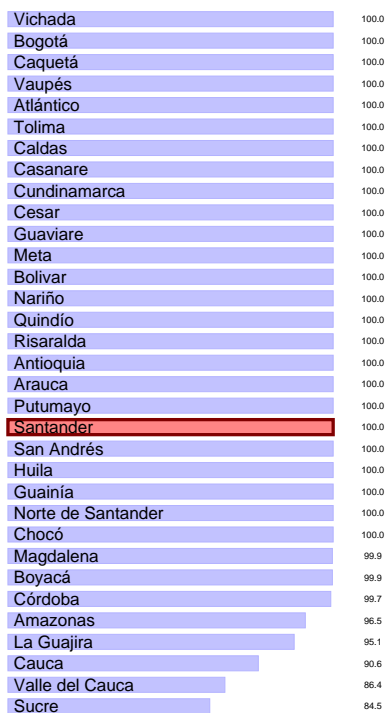 Vichada 100.0
Bogotá 100.0
Caquetá 100.0
Vaupés 100.0
Atlántico 100.0
Tolima 100.0
Caldas 100.0
Casanare 100.0
Cundinamarca 100.0
Cesar 100.0
Guaviare 100.0
Meta 100.0
Bolivar 100.0
Nariño 100.0
Quindío 100.0
Risaralda 100.0
Antioquia 100.0
Arauca 100.0
Putumayo 100.0
Santander 100.0
San Andrés 100.0
Huila 100.0
Guainía 100.0
Norte de Santander 100.0
Chocó 100.0
Magdalena 99.9
Boyacá 99.9
Córdoba 99.7
Amazonas 96.5
La Guajira 95.1
Cauca 90.6
Valle del Cauca 86.4
Sucre 84.5